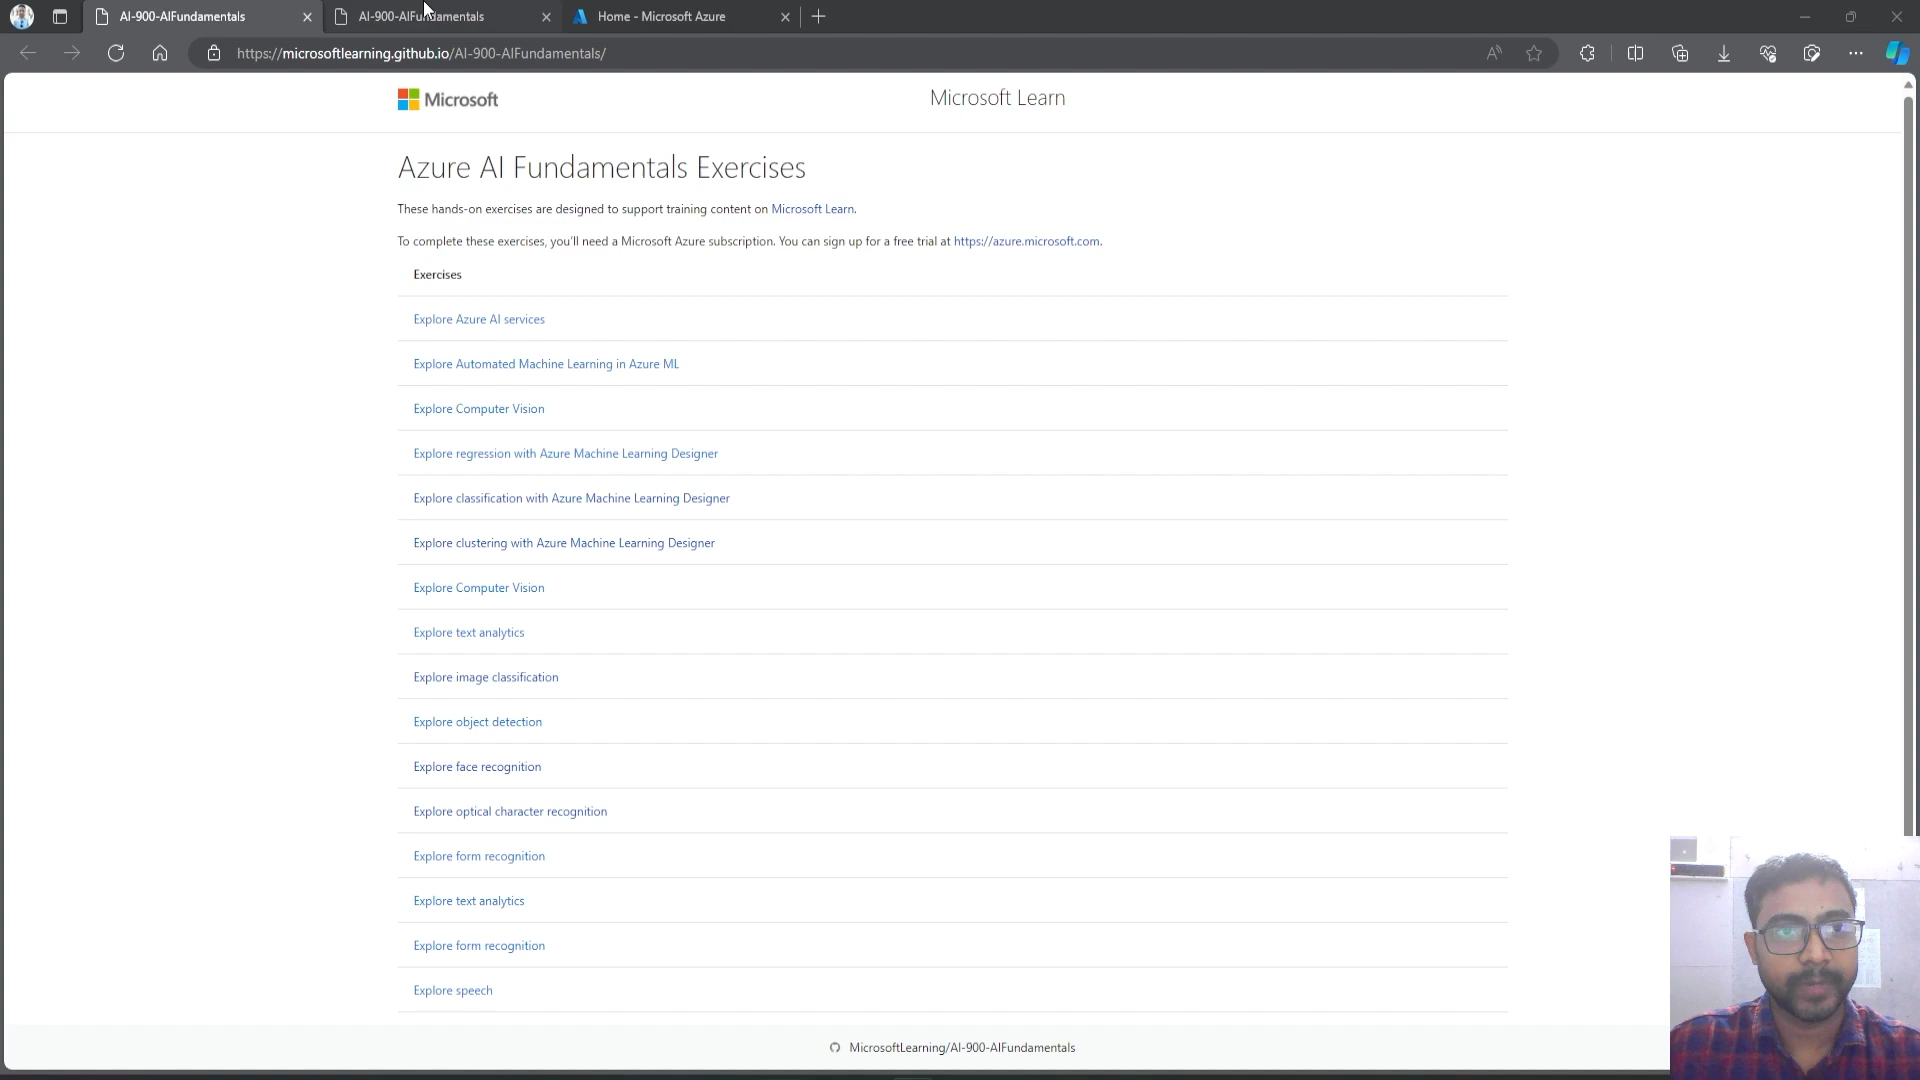 AI-900-AIFundamentals
AI-900-AIFundamentals
Home - Microsoft Azure
https://microsoftlearning.github.io/AI-900-AIFundamentals/
Microsoft
Microsoft Learn
Azure AI Fundamentals Exercises
These hands-on exercises are designed to support training content on Microsoft Learn.
To complete these exercises, you'll need a Microsoft Azure subscription. You can sign up for a free trial at https://azure.microsoft.com.
Exercises
Explore Azure AI services
Explore Automated Machine Learning in Azure ML
Explore Computer Vision
Explore regression with Azure Machine Learning Designer
Explore classification with Azure Machine Learning Designer
Explore clustering with Azure Machine Learning Designer
Explore Computer Vision
Explore text analytics
Explore image classification
Explore object detection
Explore face recognition
Explore optical character recognition
Explore form recognition
Explore text analytics
Explore form recognition
Explore speech
MicrosoftLearning/AI-900-AIFundamentals